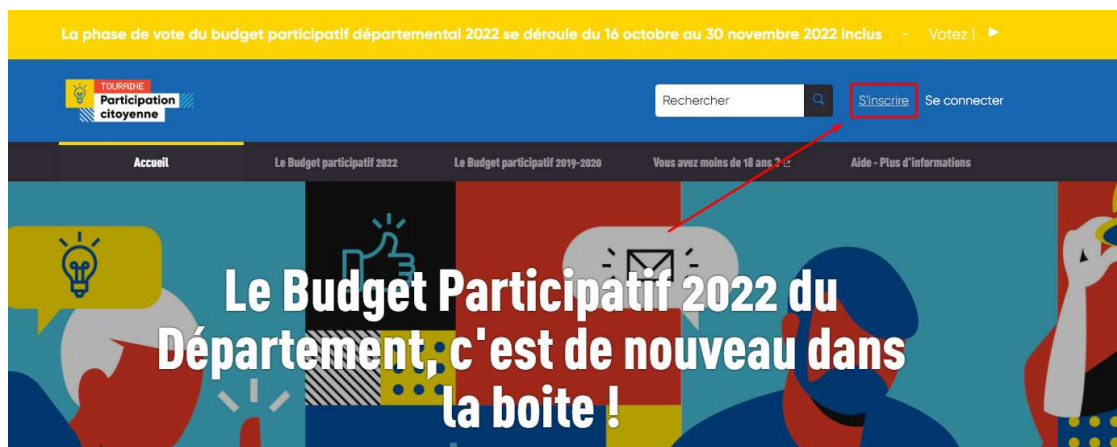 La phase de vote du budget participatif départemental 2022 se déroule du 16 octobre au 30 novembre 2022 inclus - Votez !
TOURAINE
Participation
citoyenne
Rechercher
S'inscrire
Se connecter
Accueil
Le Budget participatif 2022
Le Budget participatif 2019-2020
Vous avez moins de 18 ans ?
Aide - Plus d'informations
Le Budget Participatif 2022 du
Département, c'est de nouveau dans
la boite !